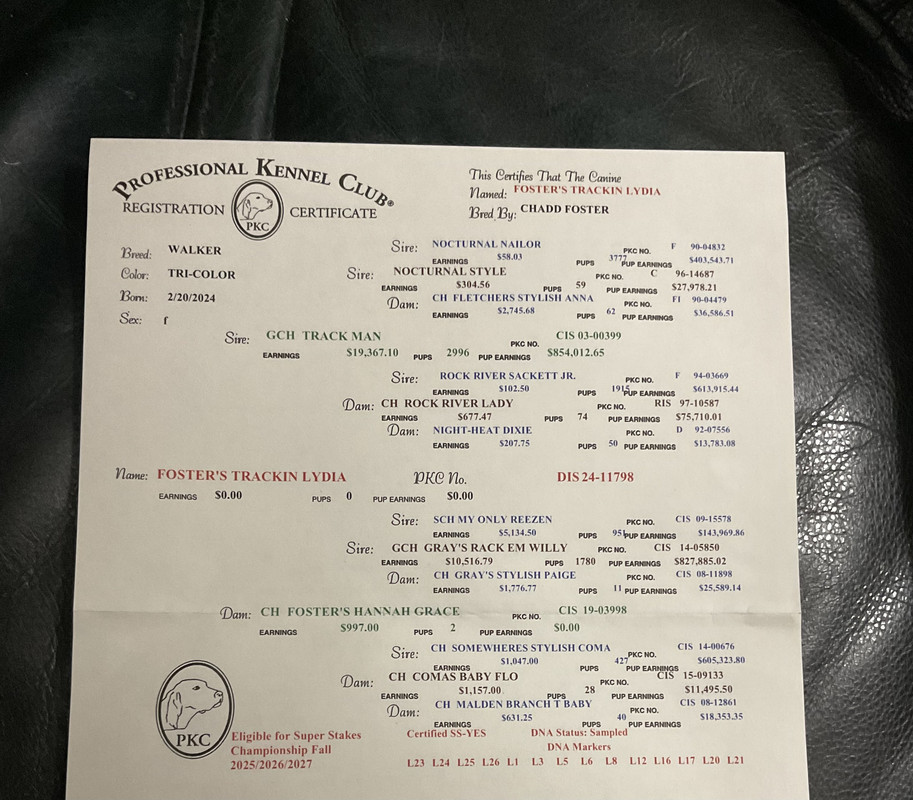 PROFESSIONAL KENNEL CLUB®
REGISTRATION CERTIFICATE
PKC
This Certifies That The Canine
Named: FOSTER'S TRACKIN LYDIA
Bred By: CHADD FOSTER
Breed: WALKER
Color: TRI-COLOR
Born: 2/20/2024
Sex: f
Sire: NOCTURNAL NAILOR PKC NO. F 90-04832
EARNINGS $58.03 PUPS 3777 PUP EARNINGS $403,543.71
Sire: NOCTURNAL STYLE PKC NO. C 96-14687
EARNINGS $304.56 PUPS 59 PUP EARNINGS $27,978.21
Dam: CH FLETCHERS STYLISH ANNA PKC NO. FI 90-04479
EARNINGS $2,745.68 PUPS 62 PUP EARNINGS $36,586.51
Sire: GCH TRACK MAN PKC NO. CIS 03-00399
EARNINGS $19,367.10 PUPS 2996 PUP EARNINGS $854,012.65
Sire: ROCK RIVER SACKETT JR. PKC NO. F 94-03669
EARNINGS $102.50 PUPS 1915 PUP EARNINGS $613,915.44
Dam: CH ROCK RIVER LADY PKC NO. RIS 97-10587
EARNINGS $677.47 PUPS 74 PUP EARNINGS $75,710.01
Dam: NIGHT-HEAT DIXIE PKC NO. D 92-07556
EARNINGS $207.75 PUPS 50 PUP EARNINGS $13,783.08
Name: FOSTER'S TRACKIN LYDIA PKC No. DIS 24-11798
EARNINGS $0.00 PUPS 0 PUP EARNINGS $0.00
Sire: SCH MY ONLY REEZEN PKC NO. CIS 09-15578
EARNINGS $5,134.50 PUPS 951 PUP EARNINGS $143,969.86
Sire: GCH GRAY'S RACK EM WILLY PKC NO. CIS 14-05850
EARNINGS $10,516.79 PUPS 1780 PUP EARNINGS $827,885.02
Dam: CH GRAY'S STYLISH PAIGE PKC NO. CIS 08-11898
EARNINGS $1,776.77 PUPS 11 PUP EARNINGS $25,589.14
Dam: CH FOSTER'S HANNAH GRACE PKC NO. CIS 19-03998
EARNINGS $997.00 PUPS 2 PUP EARNINGS $0.00
Sire: CH SOMEWHERES STYLISH COMA PKC NO. CIS 14-00676
EARNINGS $1,047.00 PUPS 427 PUP EARNINGS $605,323.80
Dam: CH COMAS BABY FLO PKC NO. CIS 15-09133
EARNINGS $1,157.00 PUPS 28 PUP EARNINGS $11,495.50
Dam: CH MALDEN BRANCH T BABY PKC NO. CIS 08-12861
EARNINGS $631.25 PUPS 40 PUP EARNINGS $18,353.35
PKC
Eligible for Super Stakes
Championship Fall
2025/2026/2027
Certified SS-YES DNA Status: Sampled
DNA Markers
L23 L24 L25 L26 L1 L3 L5 L6 L8 L12 L16 L17 L20 L21